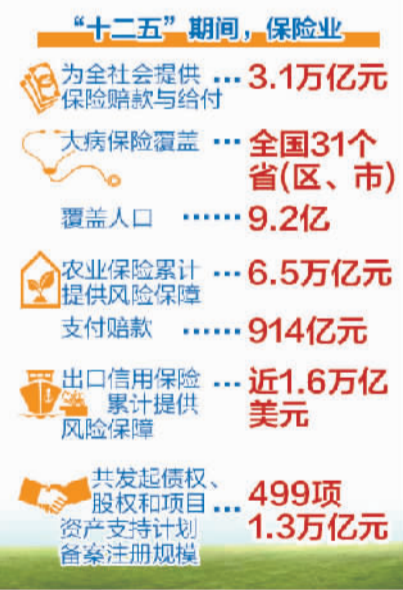 “十二五”期间，保险业
为全社会提供
保险赔款与给付 ··· 3.1万亿元
大病保险覆盖 ··· 全国31个
省(区、市)
覆盖人口 ······ 9.2亿
农业保险累计 ··· 6.5万亿元
提供风险保障
支付赔款 ······ 914亿元
出口信用保险 ··· 近1.6万亿
累计提供 美元
风险保障
共发起债权、
股权和项目 ··· 499项
资产支持计划 1.3万亿元
备案注册规模